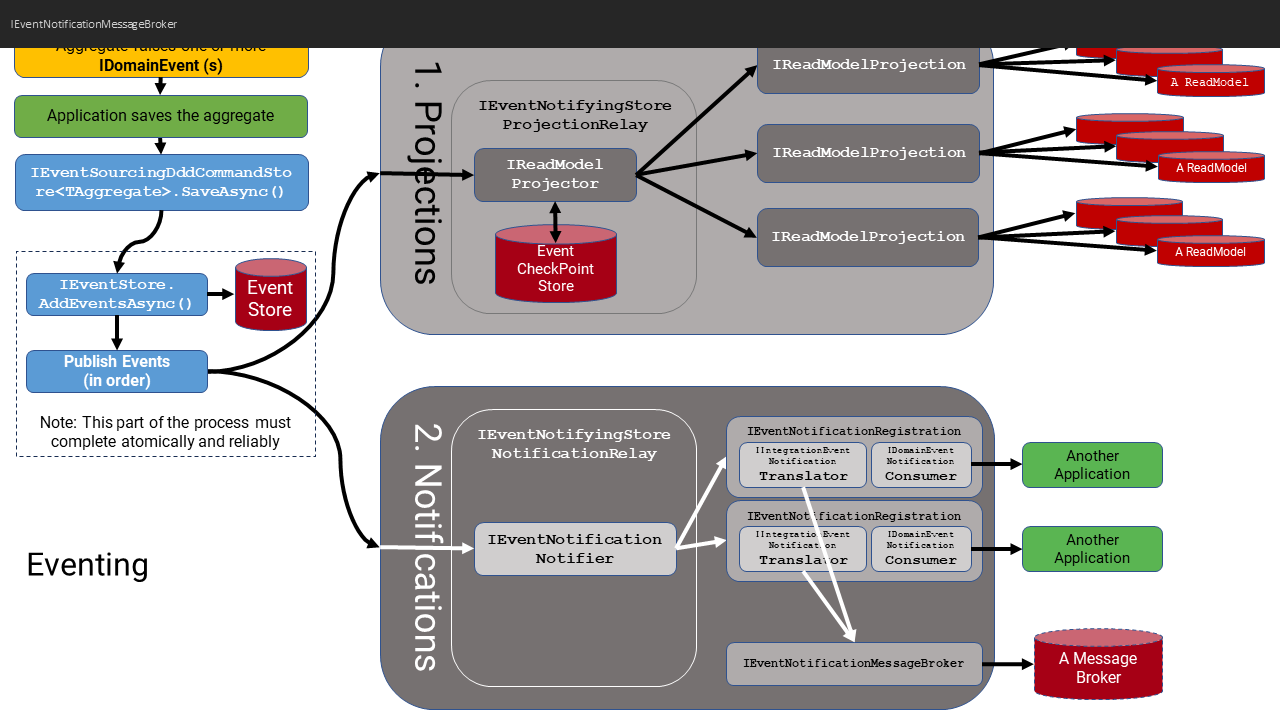 IEventNotificationMessageBroker
Aggregate raises one or more
IDomainEvent (s)
Application saves the aggregate
IEventSourcingDddCommandSto
re<TAggregate>.SaveAsync()
IEventStore.
AddEventsAsync()
Event
Store
Publish Events
(in order)
Note: This part of the process must
complete atomically and reliably
Eventing
1. Projections
IEventNotifyingStore
ProjectionRelay
IReadModel
Projector
Event
CheckPoint
Store
IReadModelProjection
IReadModelProjection
IReadModelProjection
A ReadModel
A ReadModel
A ReadModel
2. Notifications
IEventNotifyingStore
NotificationRelay
IEventNotification
Notifier
IEventNotificationRegistration
IIntegrationEvent
Notification
Translator
IDomainEvent
Notification
Consumer
IEventNotificationRegistration
IIntegrationEvent
Notification
Translator
IDomainEvent
Notification
Consumer
IEventNotificationMessageBroker
Another
Application
Another
Application
A Message
Broker